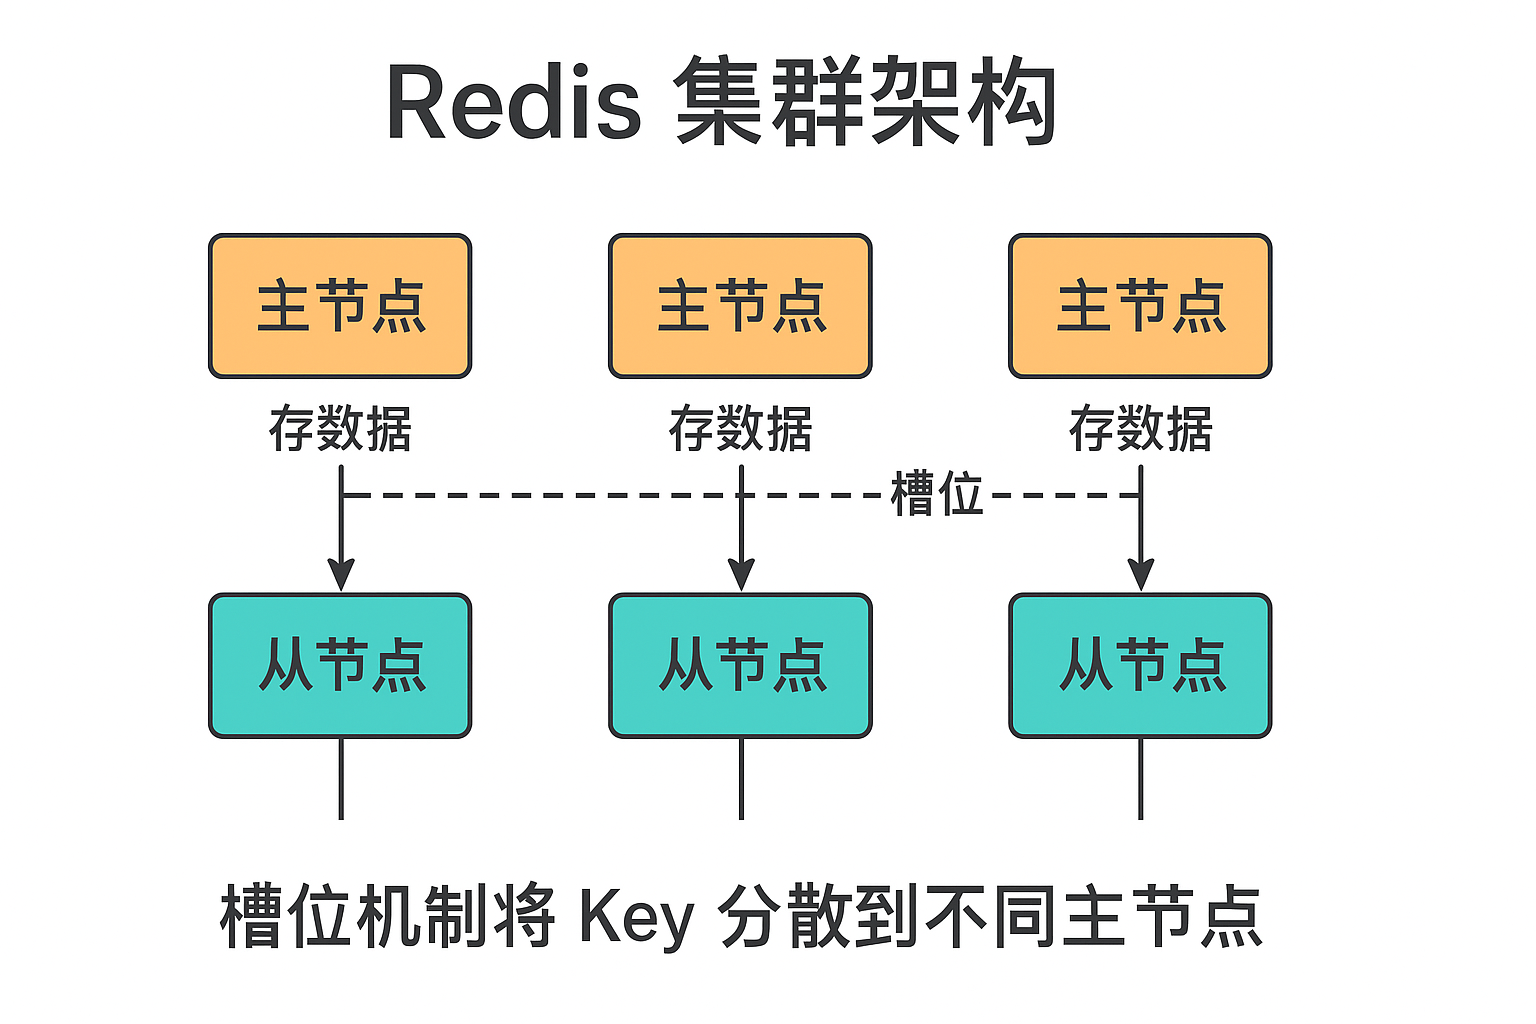 Redis 集群架构
主节点 主节点 主节点
存数据 存数据 存数据
槽位
从节点 从节点 从节点
槽位机制将 Key 分散到不同主节点